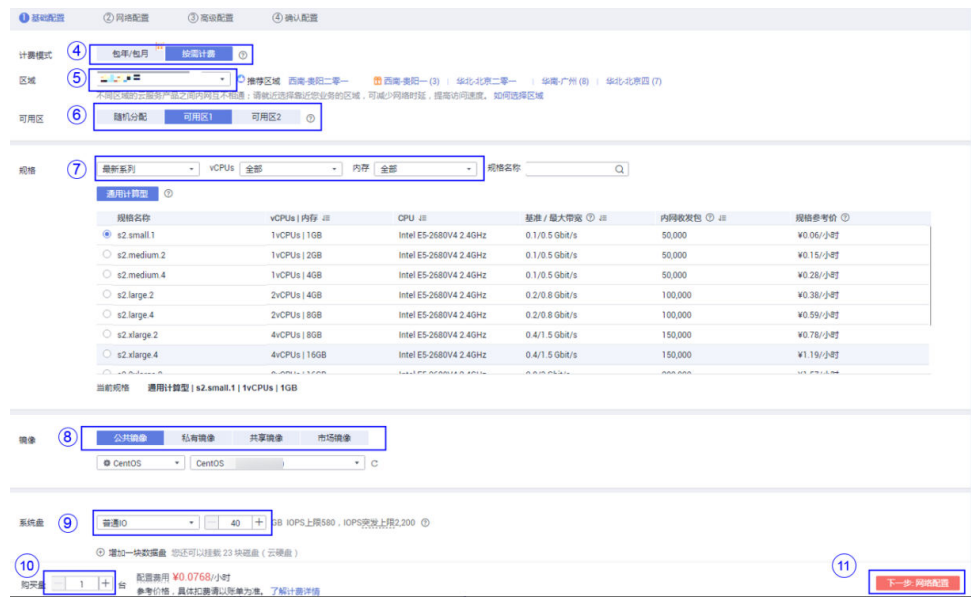 ① 基础配置 ② 网络配置 ③ 高级配置 ④ 确认配置
计费模式 ④ 包年/包月 按需计费
区域 ⑤ 推荐区域 西南-贵阳二零一 西南-贵阳一 (3) | 华北-北京二零一 | 华南-广州 (8) | 华北-北京四 (7)
不同区域的云服务产品之间内网互不相通;请就近选择靠近您业务的区域,可减少网络时延,提高访问速度。如何选择区域
可用区 ⑥ 随机分配 可用区1 可用区2
规格 ⑦ 最新系列 vCPUs 全部 内存 全部 规格名称
通用计算型
规格名称 vCPUs | 内存 CPU 基准 / 最大带宽 内网收发包 规格参考价
s2.small.1 1vCPUs | 1GB Intel E5-2680V4 2.4GHz 0.1/0.5 Gbit/s 50,000 ¥0.06/小时
s2.medium.2 1vCPUs | 2GB Intel E5-2680V4 2.4GHz 0.1/0.5 Gbit/s 50,000 ¥0.15/小时
s2.medium.4 1vCPUs | 4GB Intel E5-2680V4 2.4GHz 0.1/0.5 Gbit/s 50,000 ¥0.28/小时
s2.large.2 2vCPUs | 4GB Intel E5-2680V4 2.4GHz 0.2/0.8 Gbit/s 100,000 ¥0.38/小时
s2.large.4 2vCPUs | 8GB Intel E5-2680V4 2.4GHz 0.2/0.8 Gbit/s 100,000 ¥0.59/小时
s2.xlarge.2 4vCPUs | 8GB Intel E5-2680V4 2.4GHz 0.4/1.5 Gbit/s 150,000 ¥0.78/小时
s2.xlarge.4 4vCPUs | 16GB Intel E5-2680V4 2.4GHz 0.4/1.5 Gbit/s 150,000 ¥1.19/小时
当前规格 通用计算型 | s2.small.1 | 1vCPUs | 1GB
镜像 ⑧ 公共镜像 私有镜像 共享镜像 市场镜像
CentOS CentOS
系统盘 ⑨ 普通IO 40 GB IOPS上限580,IOPS突发上限2,200
增加一块数据盘 您还可以挂载 23 块磁盘(云硬盘)
⑩ ⑪
购买量 1 台 配置费用 ¥0.0768/小时 下一步: 网络配置
参考价格,具体扣费请以账单为准。 了解计费详情